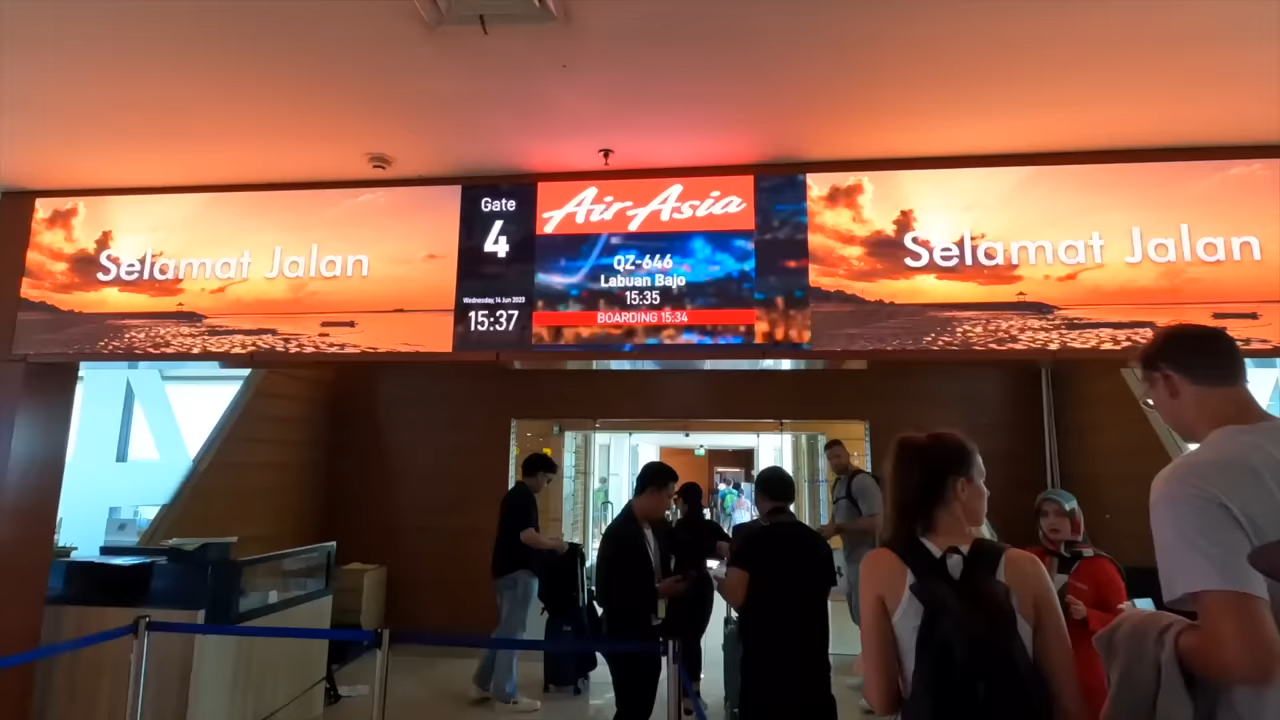 Selamat Jalan
Gate
4
Wednesday, 14 Jun 2023
15:37
AirAsia
QZ-646
Labuan Bajo
15:35
BOARDING 15:34
Selamat Jalan